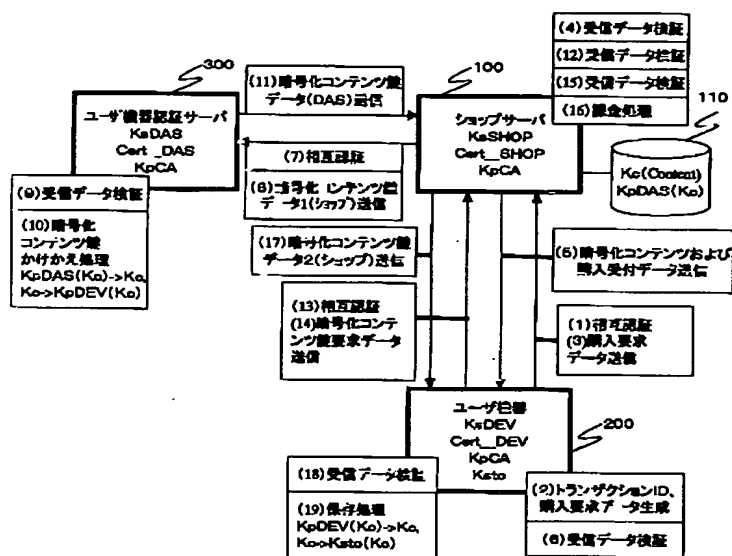 300
ユーザ機器認証サーバ
KsDAS
Cert_DAS
KpCA
(11)暗号化コンテンツ鍵
データ(DAS)送信
100
ショップサーバ
KsSHOP
Cert__SHOP
KpCA
(4)受信データ検証
(12)受信データ検証
(15)受信データ検証
(16)課金処理
110
Kc(Content)
KpDAS(Kc)
(7)相互認証
(8)暗号化コンテンツ鍵
データ1(ショップ)送信
(9)受信データ検証
(10)暗号化
コンテンツ鍵
かけかえ処理
KpDAS(Kc)->Kc,
Kc->KpDEV(Kc)
(17)暗号化コンテンツ鍵
データ2(ショップ)送信
(5)暗号化コンテンツおよび
購入受付データ送信
(13)相互認証
(14)暗号化コンテ
ンツ鍵要求データ
送信
(1)相互認証
(3)購入要求
データ送信
ユーザ機器
KsDEV
Cert__DEV
KpCA
Ksto
200
(18)受信データ検証
(19)保存処理
KpDEV(Kc)->Kc,
Kc->Ksto(Kc)
(2)トランザクションID、
購入要求データ生成
(6)受信データ検証